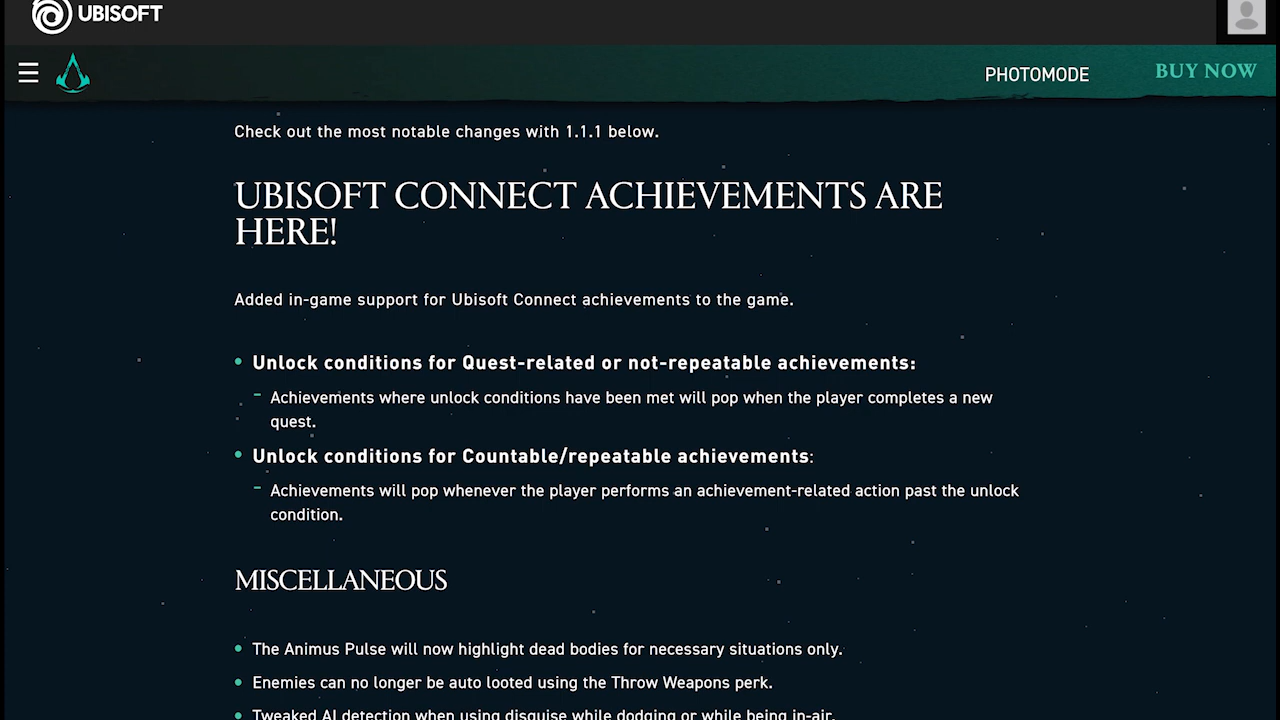 UBISOFT
PHOTOMODE
BUY NOW
Check out the most notable changes with 1.1.1 below.
UBISOFT CONNECT ACHIEVEMENTS ARE
HERE!
Added in-game support for Ubisoft Connect achievements to the game.
Unlock conditions for Quest-related or not-repeatable achievements:
Achievements where unlock conditions have been met will pop when the player completes a new
quest.
Unlock conditions for Countable/repeatable achievements:
Achievements will pop whenever the player performs an achievement-related action past the unlock
condition.
MISCELLANEOUS
The Animus Pulse will now highlight dead bodies for necessary situations only.
Enemies can no longer be auto looted using the Throw Weapons perk.
Tweaked AI detection when using disguise while dodging or while being in-air.